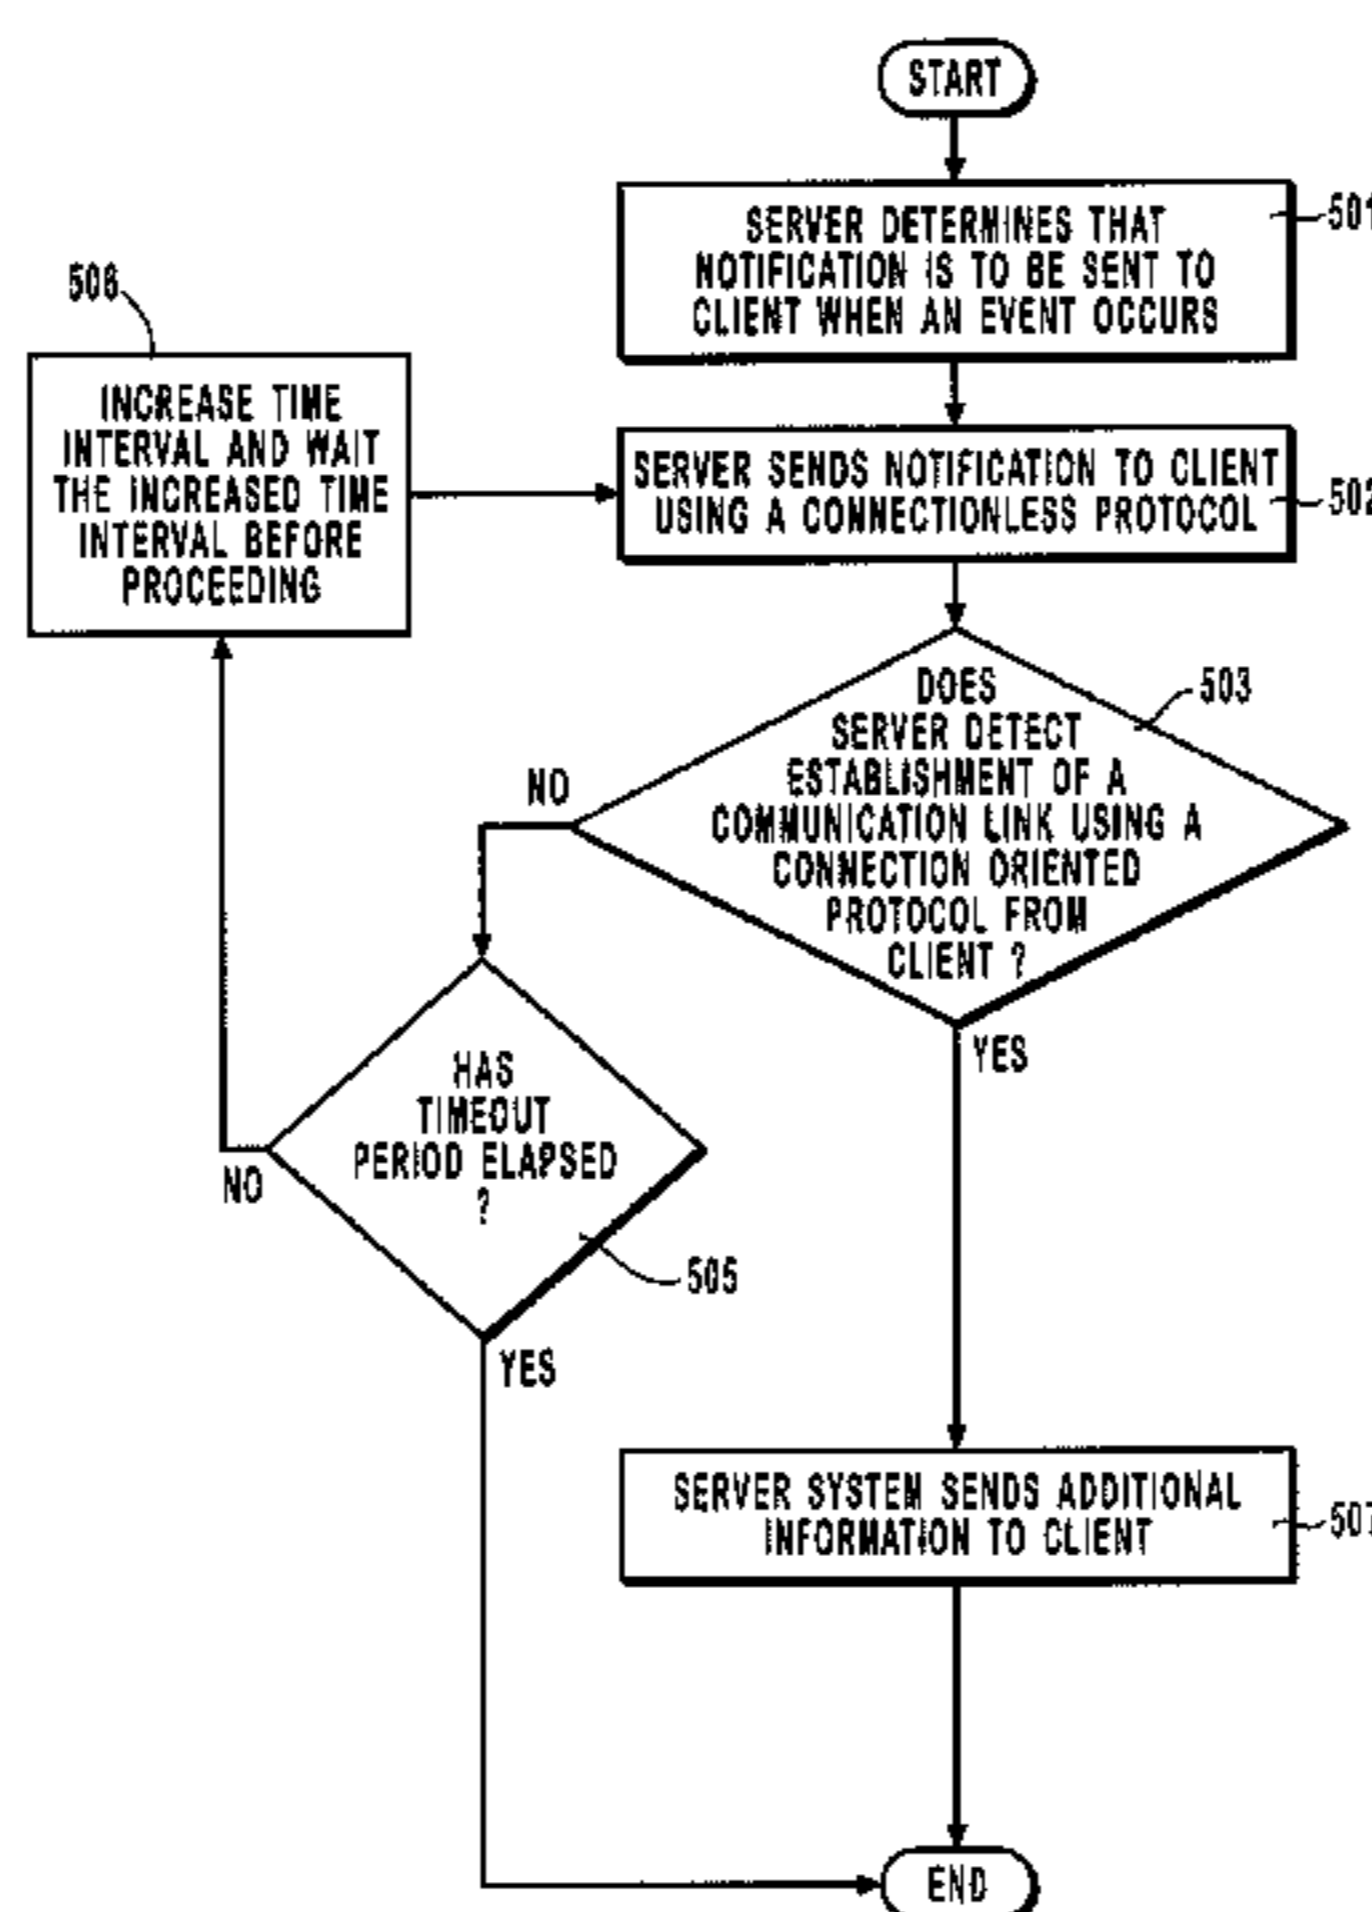 START
SERVER DETERMINES THAT
NOTIFICATION IS TO BE SENT TO
CLIENT WHEN AN EVENT OCCURS
501
506
INCREASE TIME
INTERVAL AND WAIT
THE INCREASED TIME
INTERVAL BEFORE
PROCEEDING
SERVER SENDS NOTIFICATION TO CLIENT
USING A CONNECTIONLESS PROTOCOL
502
DOES
SERVER DETECT
ESTABLISHMENT OF A
COMMUNICATION LINK USING A
CONNECTION ORIENTED
PROTOCOL FROM
CLIENT ?
503
NO
YES
HAS
TIMEOUT
PERIOD ELAPSED
?
NO
505
YES
SERVER SYSTEM SENDS ADDITIONAL
INFORMATION TO CLIENT
507
END